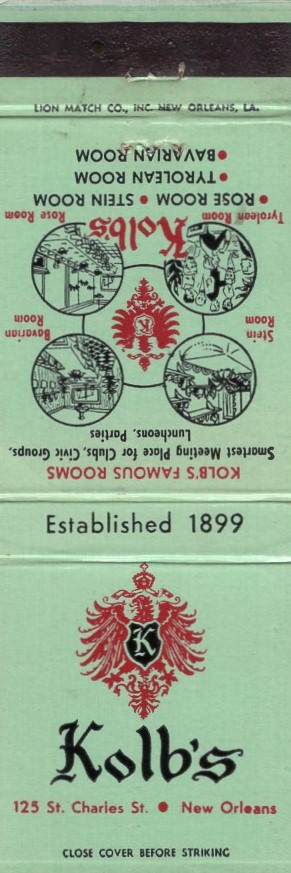 LION MATCH CO., INC. NEW ORLEANS, LA.
KOLB'S FAMOUS ROOMS
Smartest Meeting Place for Clubs, Civic Groups,
Luncheons, Parties
Stein
Room
Bavarian
Room
K
Tyrolean Room
Rose Room
Kolb's
• ROSE ROOM • STEIN ROOM
• TYROLEAN ROOM
• BAVARIAN ROOM
Established 1899
K
Kolb's
125 St. Charles St. • New Orleans
CLOSE COVER BEFORE STRIKING